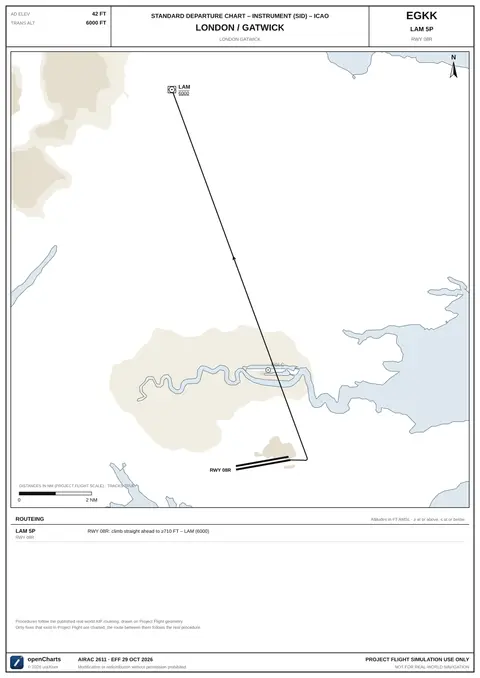 AD ELEV 42 FT
TRANS ALT 6000 FT
STANDARD DEPARTURE CHART – INSTRUMENT (SID) – ICAO
LONDON / GATWICK
LONDON GATWICK
EGKK
LAM 5P
RWY 08R
N
LAM
6000
RWY 08R
DISTANCES IN NM (PROJECT FLIGHT SCALE). TRACKS
0 2 NM
ROUTEING
Altitudes in FT AMSL · ≥ at or above, ≤ at or below
LAM 5P RWY 08R: climb straight ahead to ≥710 FT – LAM (6000)
RWY 08R
Procedures follow the published real-world AIP routeing, drawn on Project Flight geometry.
Only fixes that exist in Project Flight are charted; the route between them follows the real procedure.
openCharts
AIRAC 2611 · EFF 29 OCT 2026
PROJECT FLIGHT SIMULATION USE ONLY
Modification or redistribution without permission prohibited
NOT FOR REAL WORLD NAVIGATION